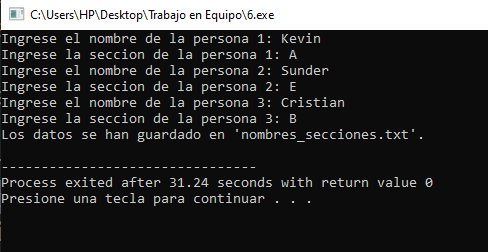 C:\Users\HP\Desktop\Trabajo en Equipo\6.exe
Ingrese el nombre de la persona 1: Kevin
Ingrese la seccion de la persona 1: A
Ingrese el nombre de la persona 2: Sunder
Ingrese la seccion de la persona 2: E
Ingrese el nombre de la persona 3: Cristian
Ingrese la seccion de la persona 3: B
Los datos se han guardado en 'nombres_secciones.txt'.
--------------------------------
Process exited after 31.24 seconds with return value 0
Presione una tecla para continuar . . .